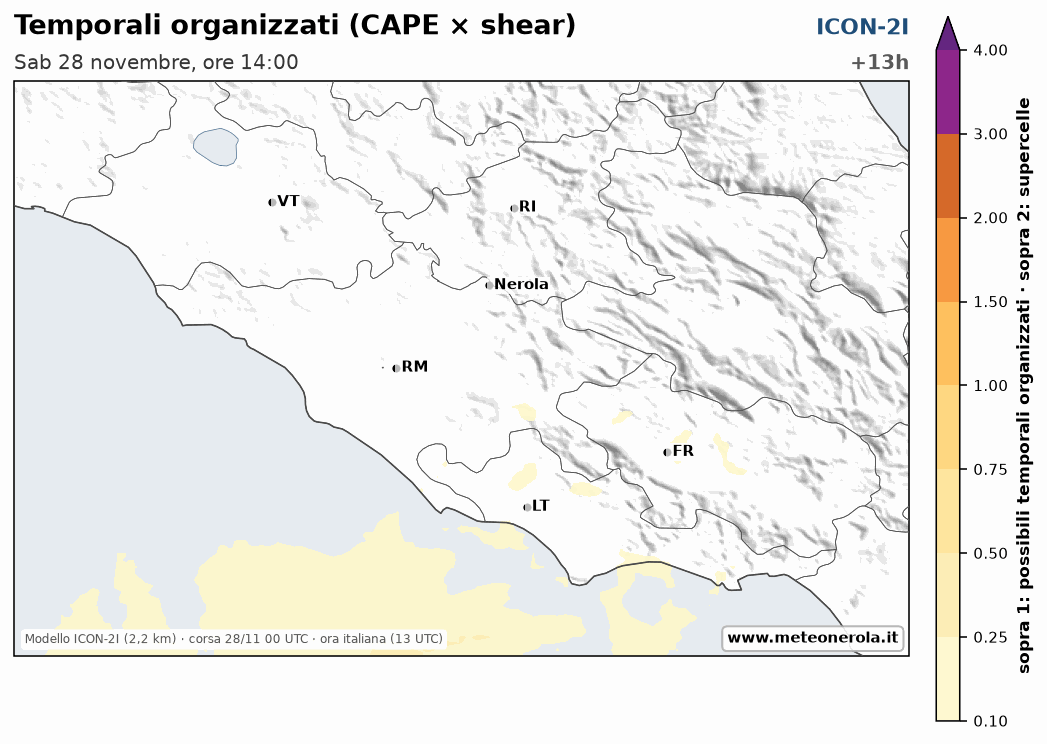 Temporali organizzati (CAPE × shear)
ICON-2I
Sab 28 novembre, ore 14:00
+13h
VT
RI
Nerola
RM
FR
LT
Modello ICON-2I (2,2 km) · corsa 28/11 00 UTC · ora italiana (13 UTC)
www.meteonerola.it
4.00
3.00
2.00
1.50
1.00
0.75
0.50
0.25
0.10
sopra 1: possibili temporali organizzati · sopra 2: supercelle